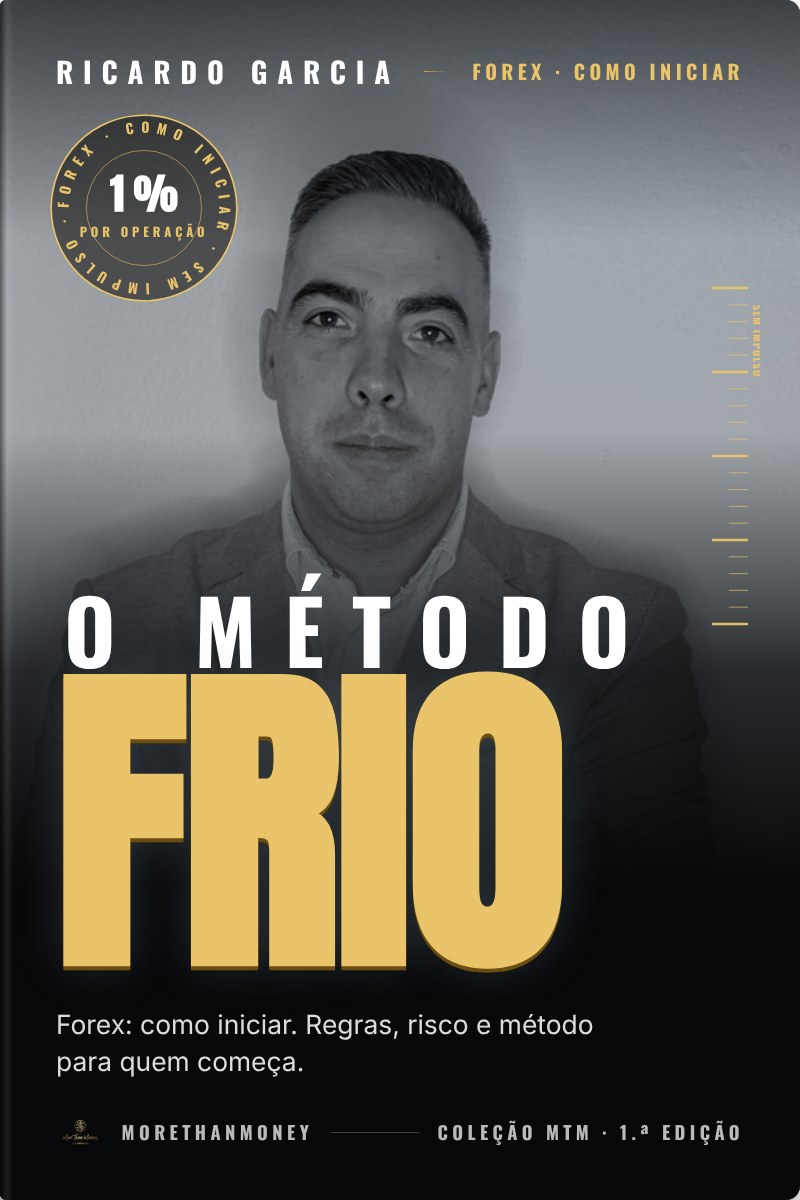 RICARDO GARCIA — FOREX · COMO INICIAR
FOREX · COMO INICIAR · SEM IMPULSO ·
1%
POR OPERAÇÃO
SEM IMPULSO
O MÉTODO
FRIO
Forex: como iniciar. Regras, risco e método
para quem começa.
MORETHANMONEY — COLEÇÃO MTM · 1.ª EDIÇÃO